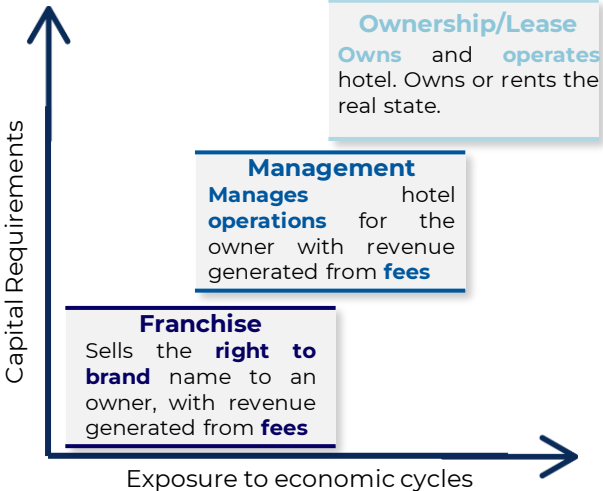 Ownership/Lease
Owns and operates
hotel. Owns or rents the
real state.
Management
Manages hotel
operations for the
owner with revenue
generated from fees
Franchise
Sells the right to
brand name to an
owner, with revenue
generated from fees
Capital Requirements
Exposure to economic cycles